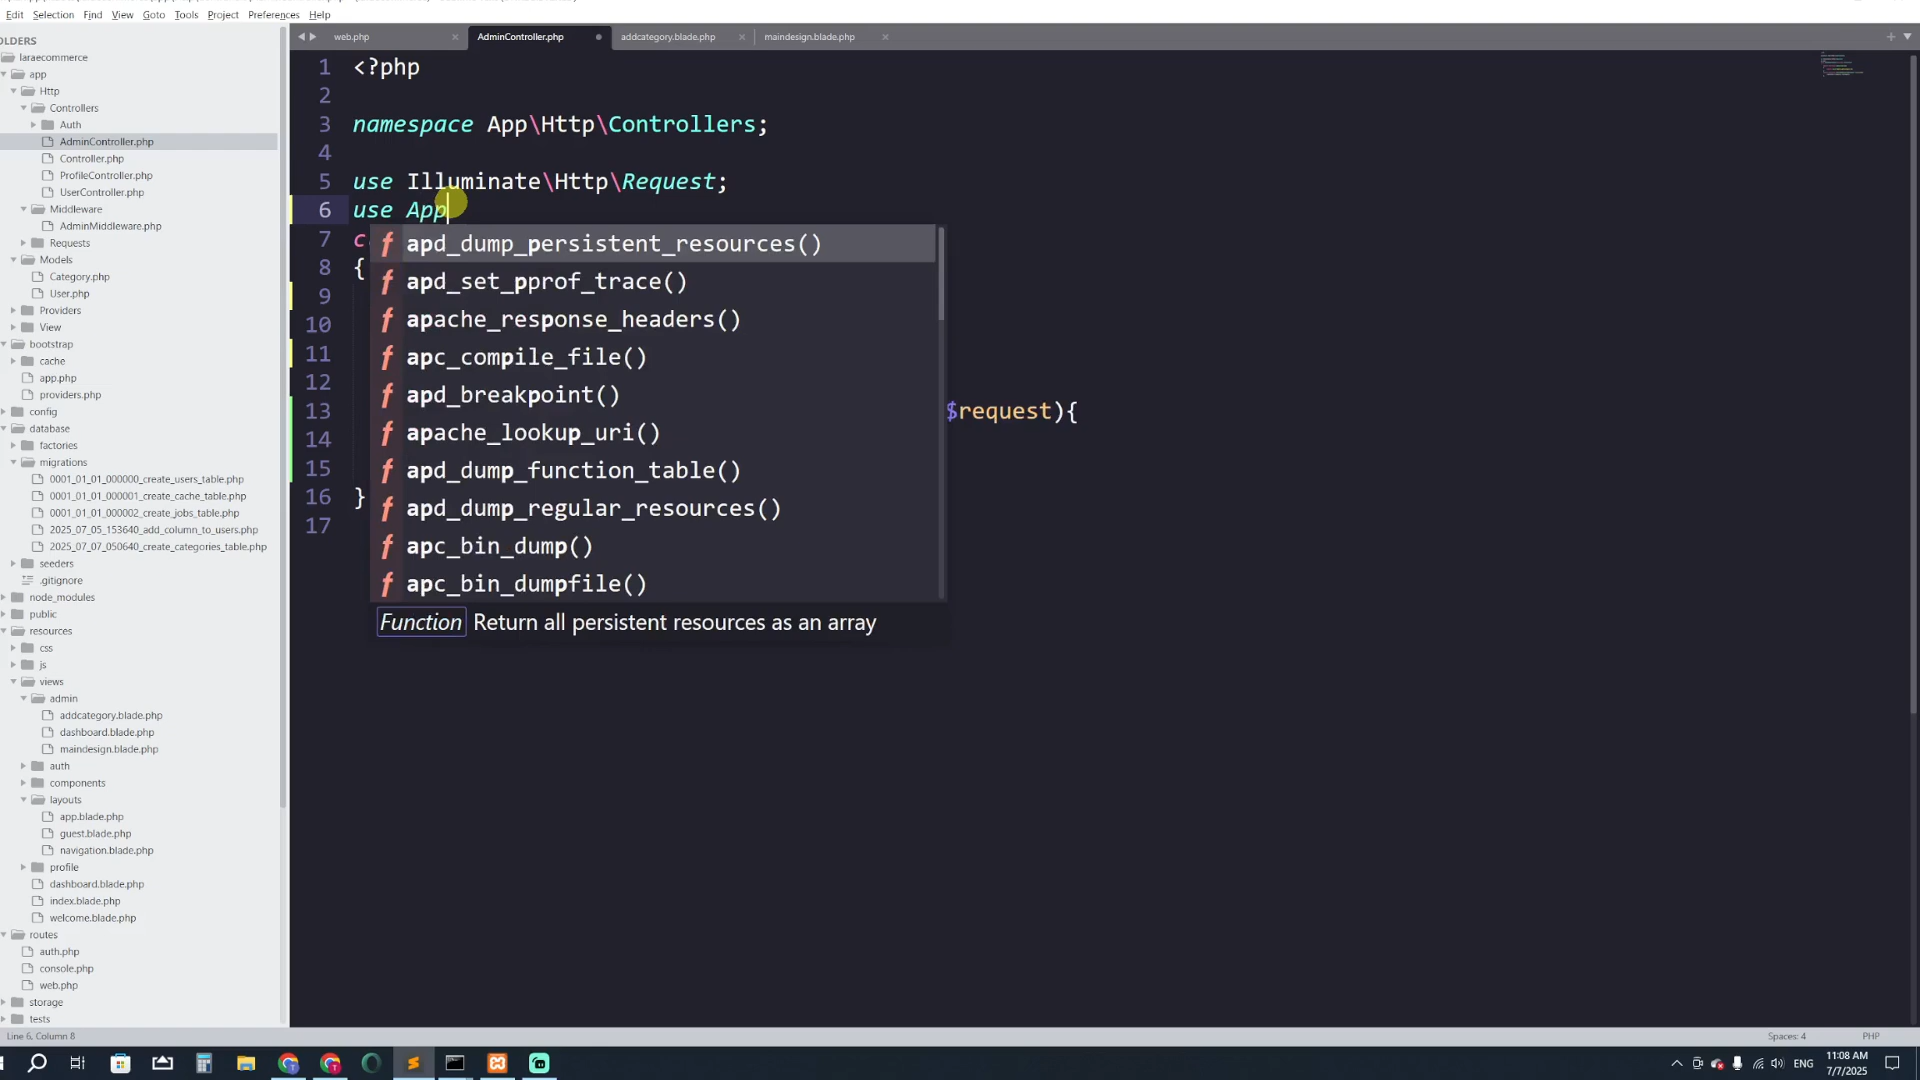 Edit Selection Find View Goto Tools Project Preferences Help
OLDERS
laraecommerce
app
Http
Controllers
Auth
AdminController.php
Controller.php
ProfileController.php
UserController.php
Middleware
AdminMiddleware.php
Requests
Models
Category.php
User.php
Providers
View
bootstrap
cache
app.php
providers.php
config
database
factories
migrations
0001_01_01_000000_create_users_table.php
0001_01_01_000001_create_cache_table.php
0001_01_01_000002_create_jobs_table.php
2025_07_05_153640_add_column_to_users.php
2025_07_07_050640_create_categories_table.php
seeders
.gitignore
node_modules
public
resources
css
js
views
admin
addcategory.blade.php
dashboard.blade.php
maindesign.blade.php
auth
components
layouts
app.blade.php
guest.blade.php
navigation.blade.php
profile
dashboard.blade.php
index.blade.php
welcome.blade.php
routes
auth.php
console.php
web.php
storage
tests
web.php AdminController.php addcategory.blade.php maindesign.blade.php
1 <?php
2
3 namespace App\Http\Controllers;
4
5 use Illuminate\Http\Request;
6 use App
7 c
8 {
9
10
11
12
13 $request){
14
15
16 }
17
f apd_dump_persistent_resources()
f apd_set_pprof_trace()
f apache_response_headers()
f apc_compile_file()
f apd_breakpoint()
f apache_lookup_uri()
f apd_dump_function_table()
f apd_dump_regular_resources()
f apc_bin_dump()
f apc_bin_dumpfile()
Function Return all persistent resources as an array
Line 6, Column 8 Spaces: 4 PHP
ENG
11:08 AM
7/7/2025